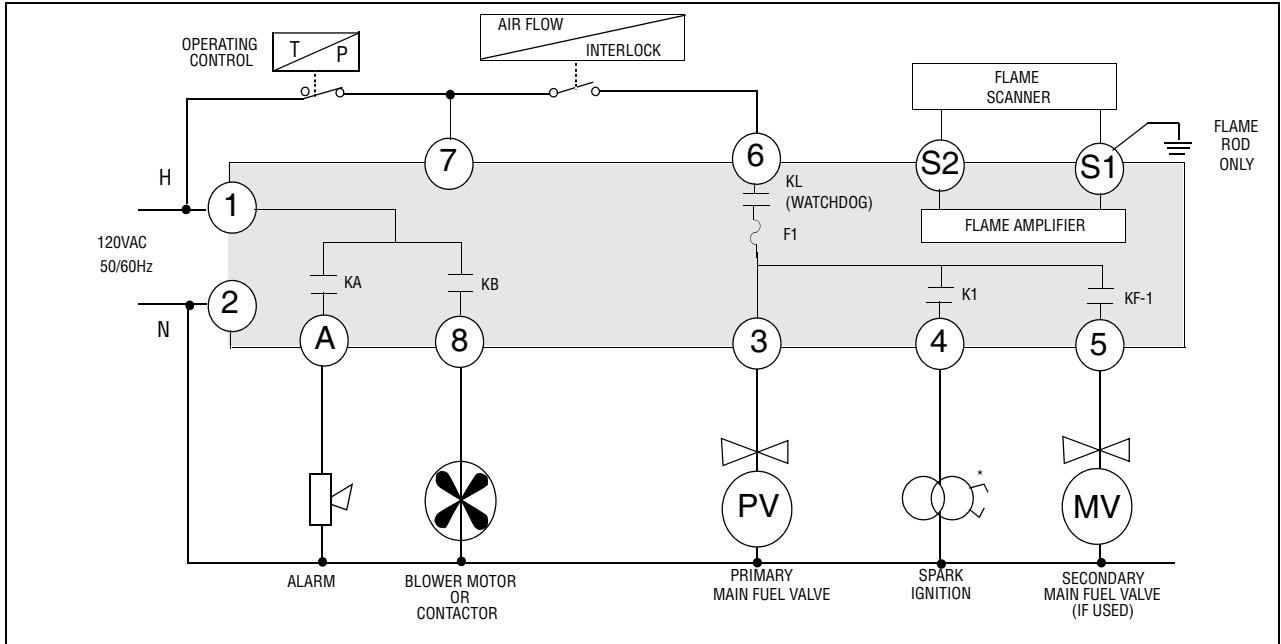 AIR FLOW
INTERLOCK
OPERATING
CONTROL
T
P
FLAME
SCANNER
FLAME
ROD
ONLY
7
6
S2
S1
H
KL
(WATCHDOG)
1
F1
FLAME AMPLIFIER
120VAC
50/60Hz
KA
KB
K1
KF-1
2
N
A
8
3
4
5
*
PV
MV
ALARM
BLOWER MOTOR
OR
CONTACTOR
PRIMARY
MAIN FUEL VALVE
SPARK
IGNITION
SECONDARY
MAIN FUEL VALVE
(IF USED)